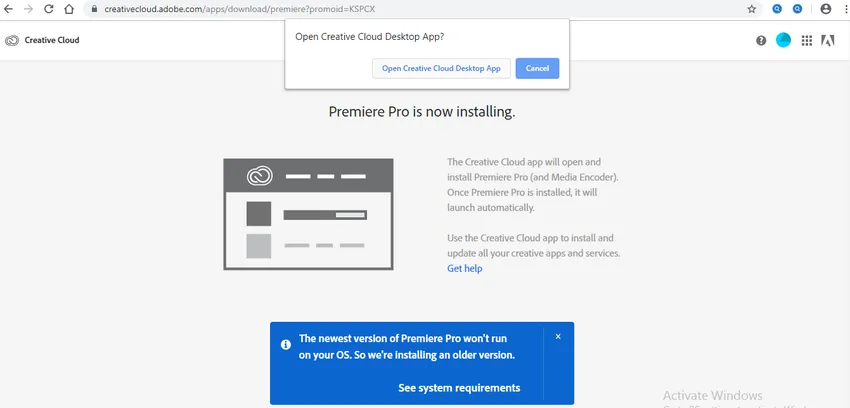 creativecloud.adobe.com/apps/download/premiere?promoid=KSPCX
Creative Cloud
Open Creative Cloud Desktop App?
Open Creative Cloud Desktop App
Cancel
Premiere Pro is now installing.
The Creative Cloud app will open and
install Premiere Pro (and Media Encoder).
Once Premiere Pro is installed, it will
launch automatically.
Use the Creative Cloud app to install and
update all your creative apps and services.
Get help
The newest version of Premiere Pro won't run
on your OS. So we're installing an older version.
x
See system requirements
Activate Windows